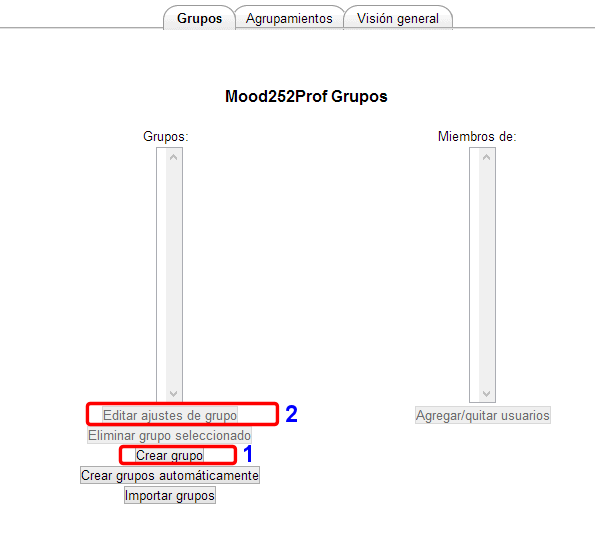 Grupos Agrupamientos Visión general
Mood252Prof Grupos
Grupos: Miembros de:
Editar ajustes de grupo 2 Agregar/quitar usuarios
Eliminar grupo seleccionado
Crear grupo 1
Crear grupos automáticamente
Importar grupos